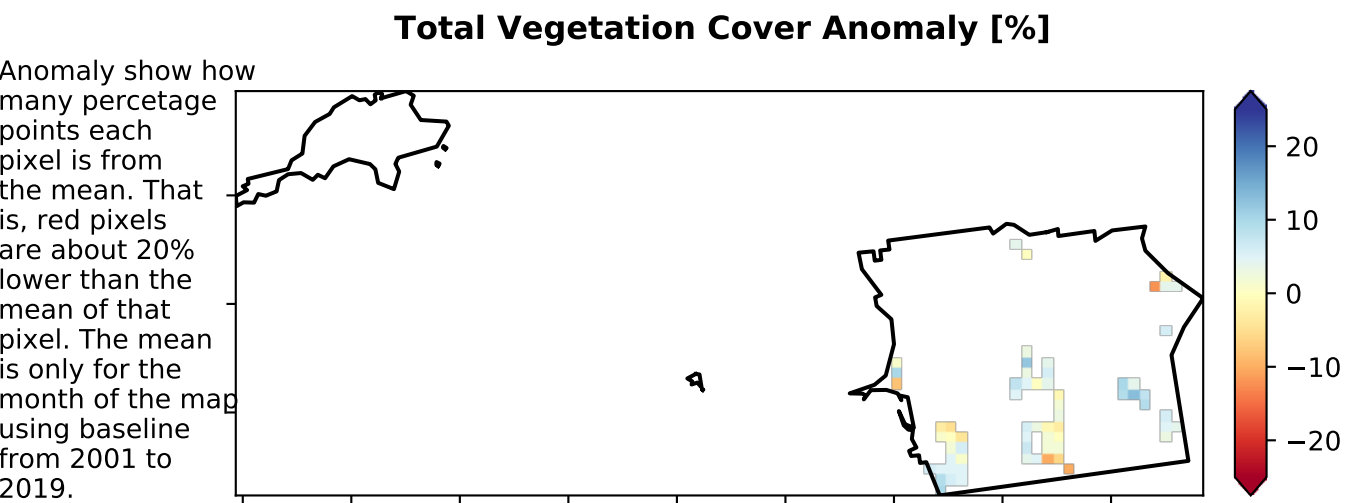 Total Vegetation Cover Anomaly [%]
Anomaly show how
many percetage
points each
pixel is from
the mean. That
is, red pixels
are about 20%
lower than the
mean of that
pixel. The mean
is only for the
month of the map
using baseline
from 2001 to
2019.
20
10
0
−10
−20